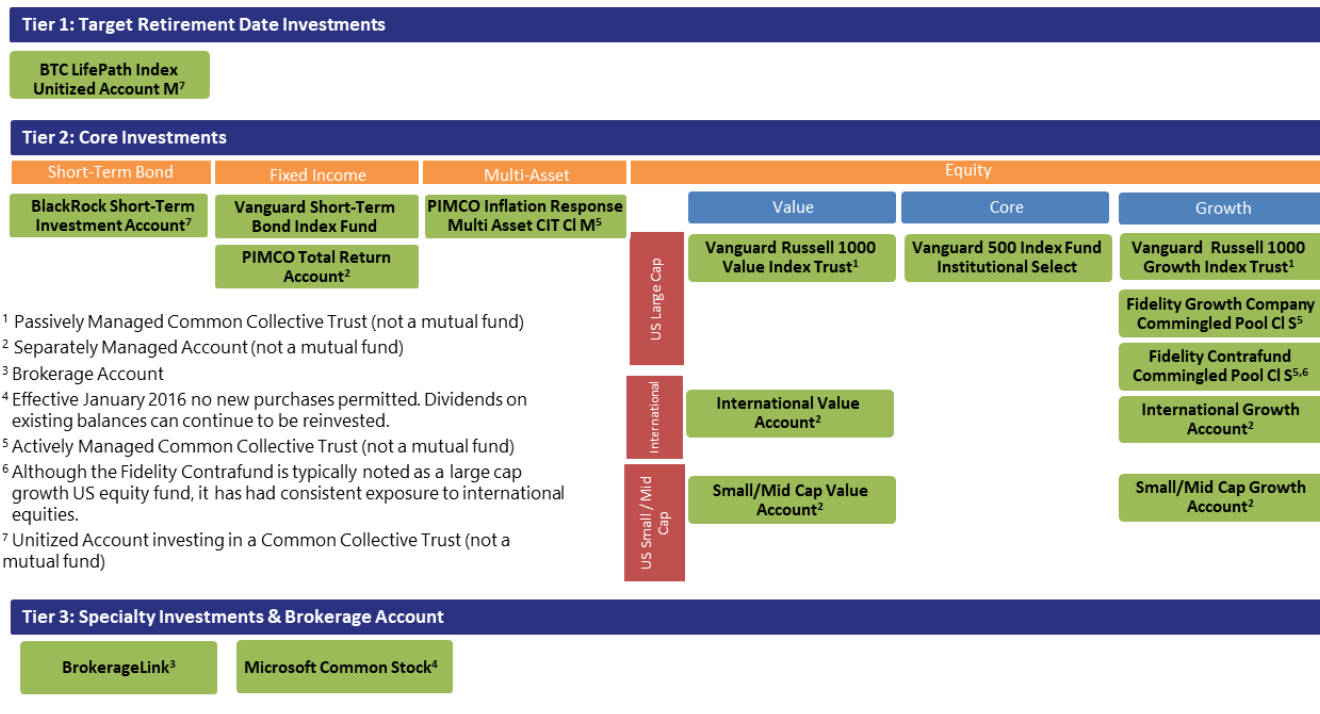 Tier 1: Target Retirement Date Investments
BTC LifePath Index
Unitized Account M⁷
Tier 2: Core Investments
Short-Term Bond
Fixed Income
Multi-Asset
Equity
BlackRock Short-Term
Investment Account⁷
Vanguard Short-Term
Bond Index Fund
PIMCO Inflation Response
Multi Asset CIT Cl M⁵
PIMCO Total Return
Account²
Value
Core
Growth
US Large Cap
Vanguard Russell 1000
Value Index Trust¹
Vanguard 500 Index Fund
Institutional Select
Vanguard Russell 1000
Growth Index Trust¹
Fidelity Growth Company
Commingled Pool Cl S⁵
Fidelity Contrafund
Commingled Pool Cl S⁵,⁶
International
International Value
Account²
International Growth
Account²
US Small / Mid
Cap
Small/Mid Cap Value
Account²
Small/Mid Cap Growth
Account²
¹ Passively Managed Common Collective Trust (not a mutual fund)
² Separately Managed Account (not a mutual fund)
³ Brokerage Account
⁴ Effective January 2016 no new purchases permitted. Dividends on
existing balances can continue to be reinvested.
⁵ Actively Managed Common Collective Trust (not a mutual fund)
⁶ Although the Fidelity Contrafund is typically noted as a large cap
growth US equity fund, it has had consistent exposure to international
equities.
⁷ Unitized Account investing in a Common Collective Trust (not a
mutual fund)
Tier 3: Specialty Investments & Brokerage Account
BrokerageLink³
Microsoft Common Stock⁴